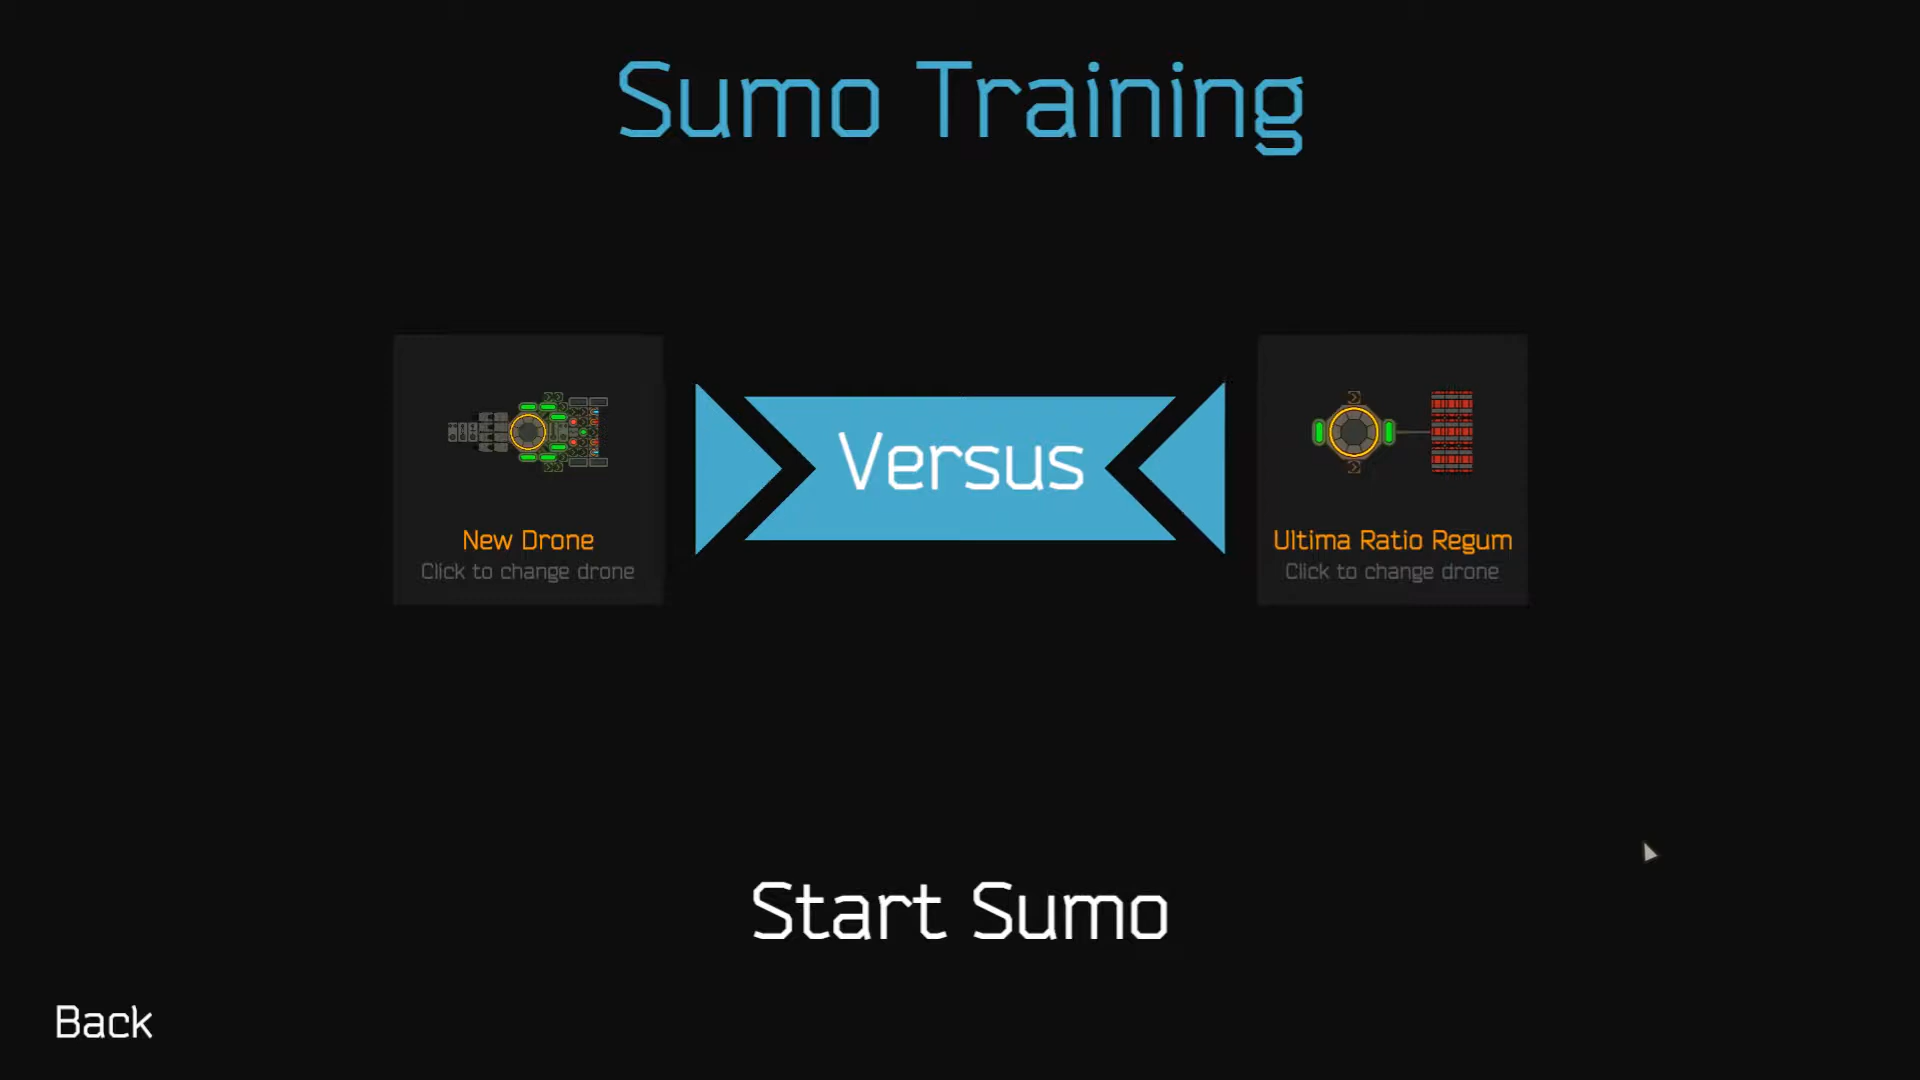 Sumo Training
Versus
New Drone
Click to change drone
Ultima Ratio Regum
Click to change drone
Start Sumo
Back